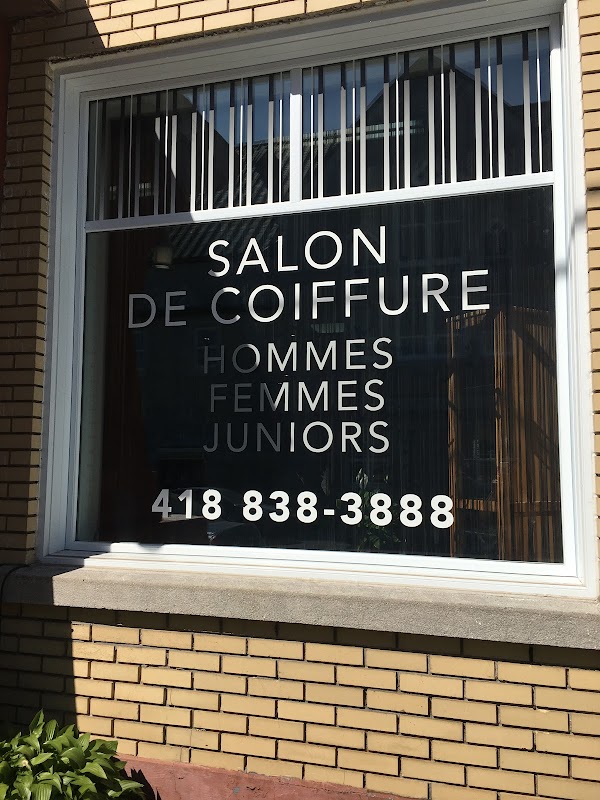 SALON
DE COIFFURE
HOMMES
FEMMES
JUNIORS
418 838-3888